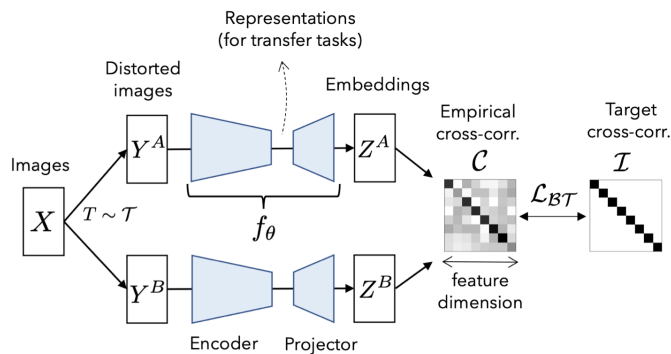 Representations
(for transfer tasks)
Distorted
images
Embeddings
Empirical
cross-corr.
Target
cross-corr.
Images
Y^A
Z^A
C
I
X
T ~ T
f_θ
L_BT
Y^B
Z^B
feature
dimension
Encoder
Projector